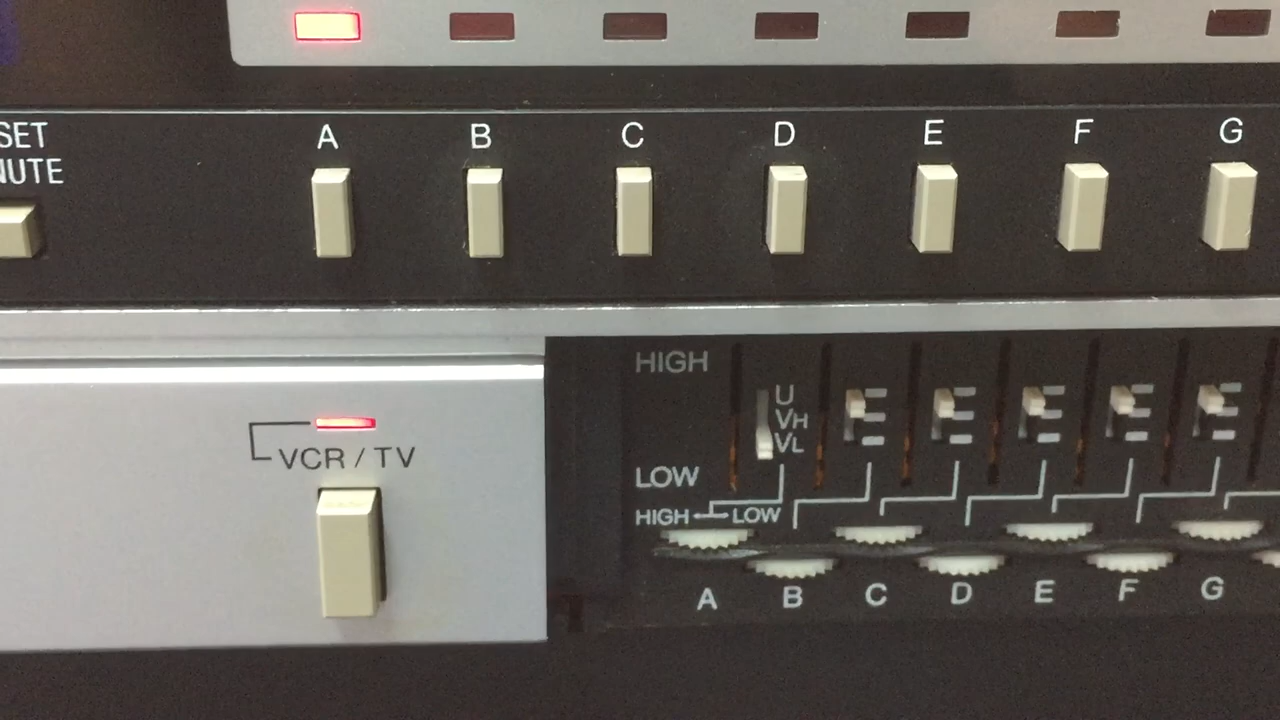 SET
NUTE
A B C D E F G
VCR / TV
HIGH
U
VH
VL
LOW
HIGH LOW
A B C D E F G